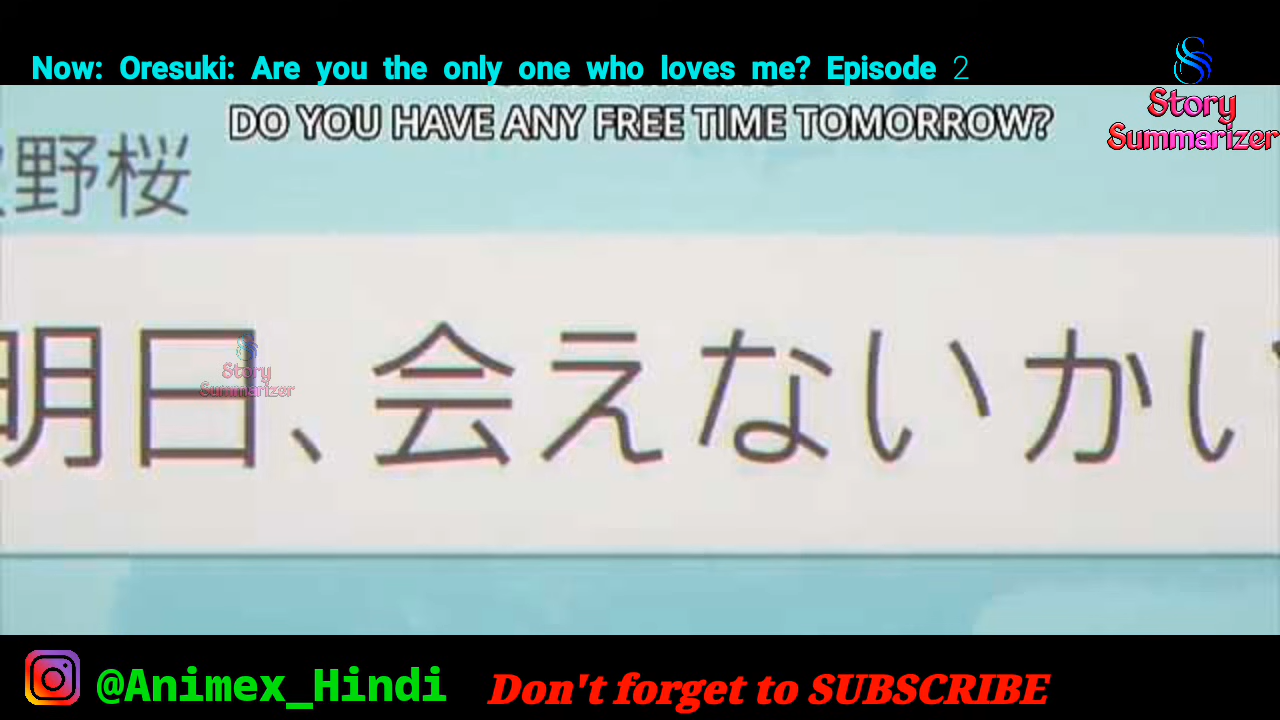 Now: Oresuki: Are you the only one who loves me? Episode 2
Story
Summarizer
DO YOU HAVE ANY FREE TIME TOMORROW?
野桜
明日、会えないかい
Story
Summarizer
@Animex_Hindi
Don't forget to SUBSCRIBE